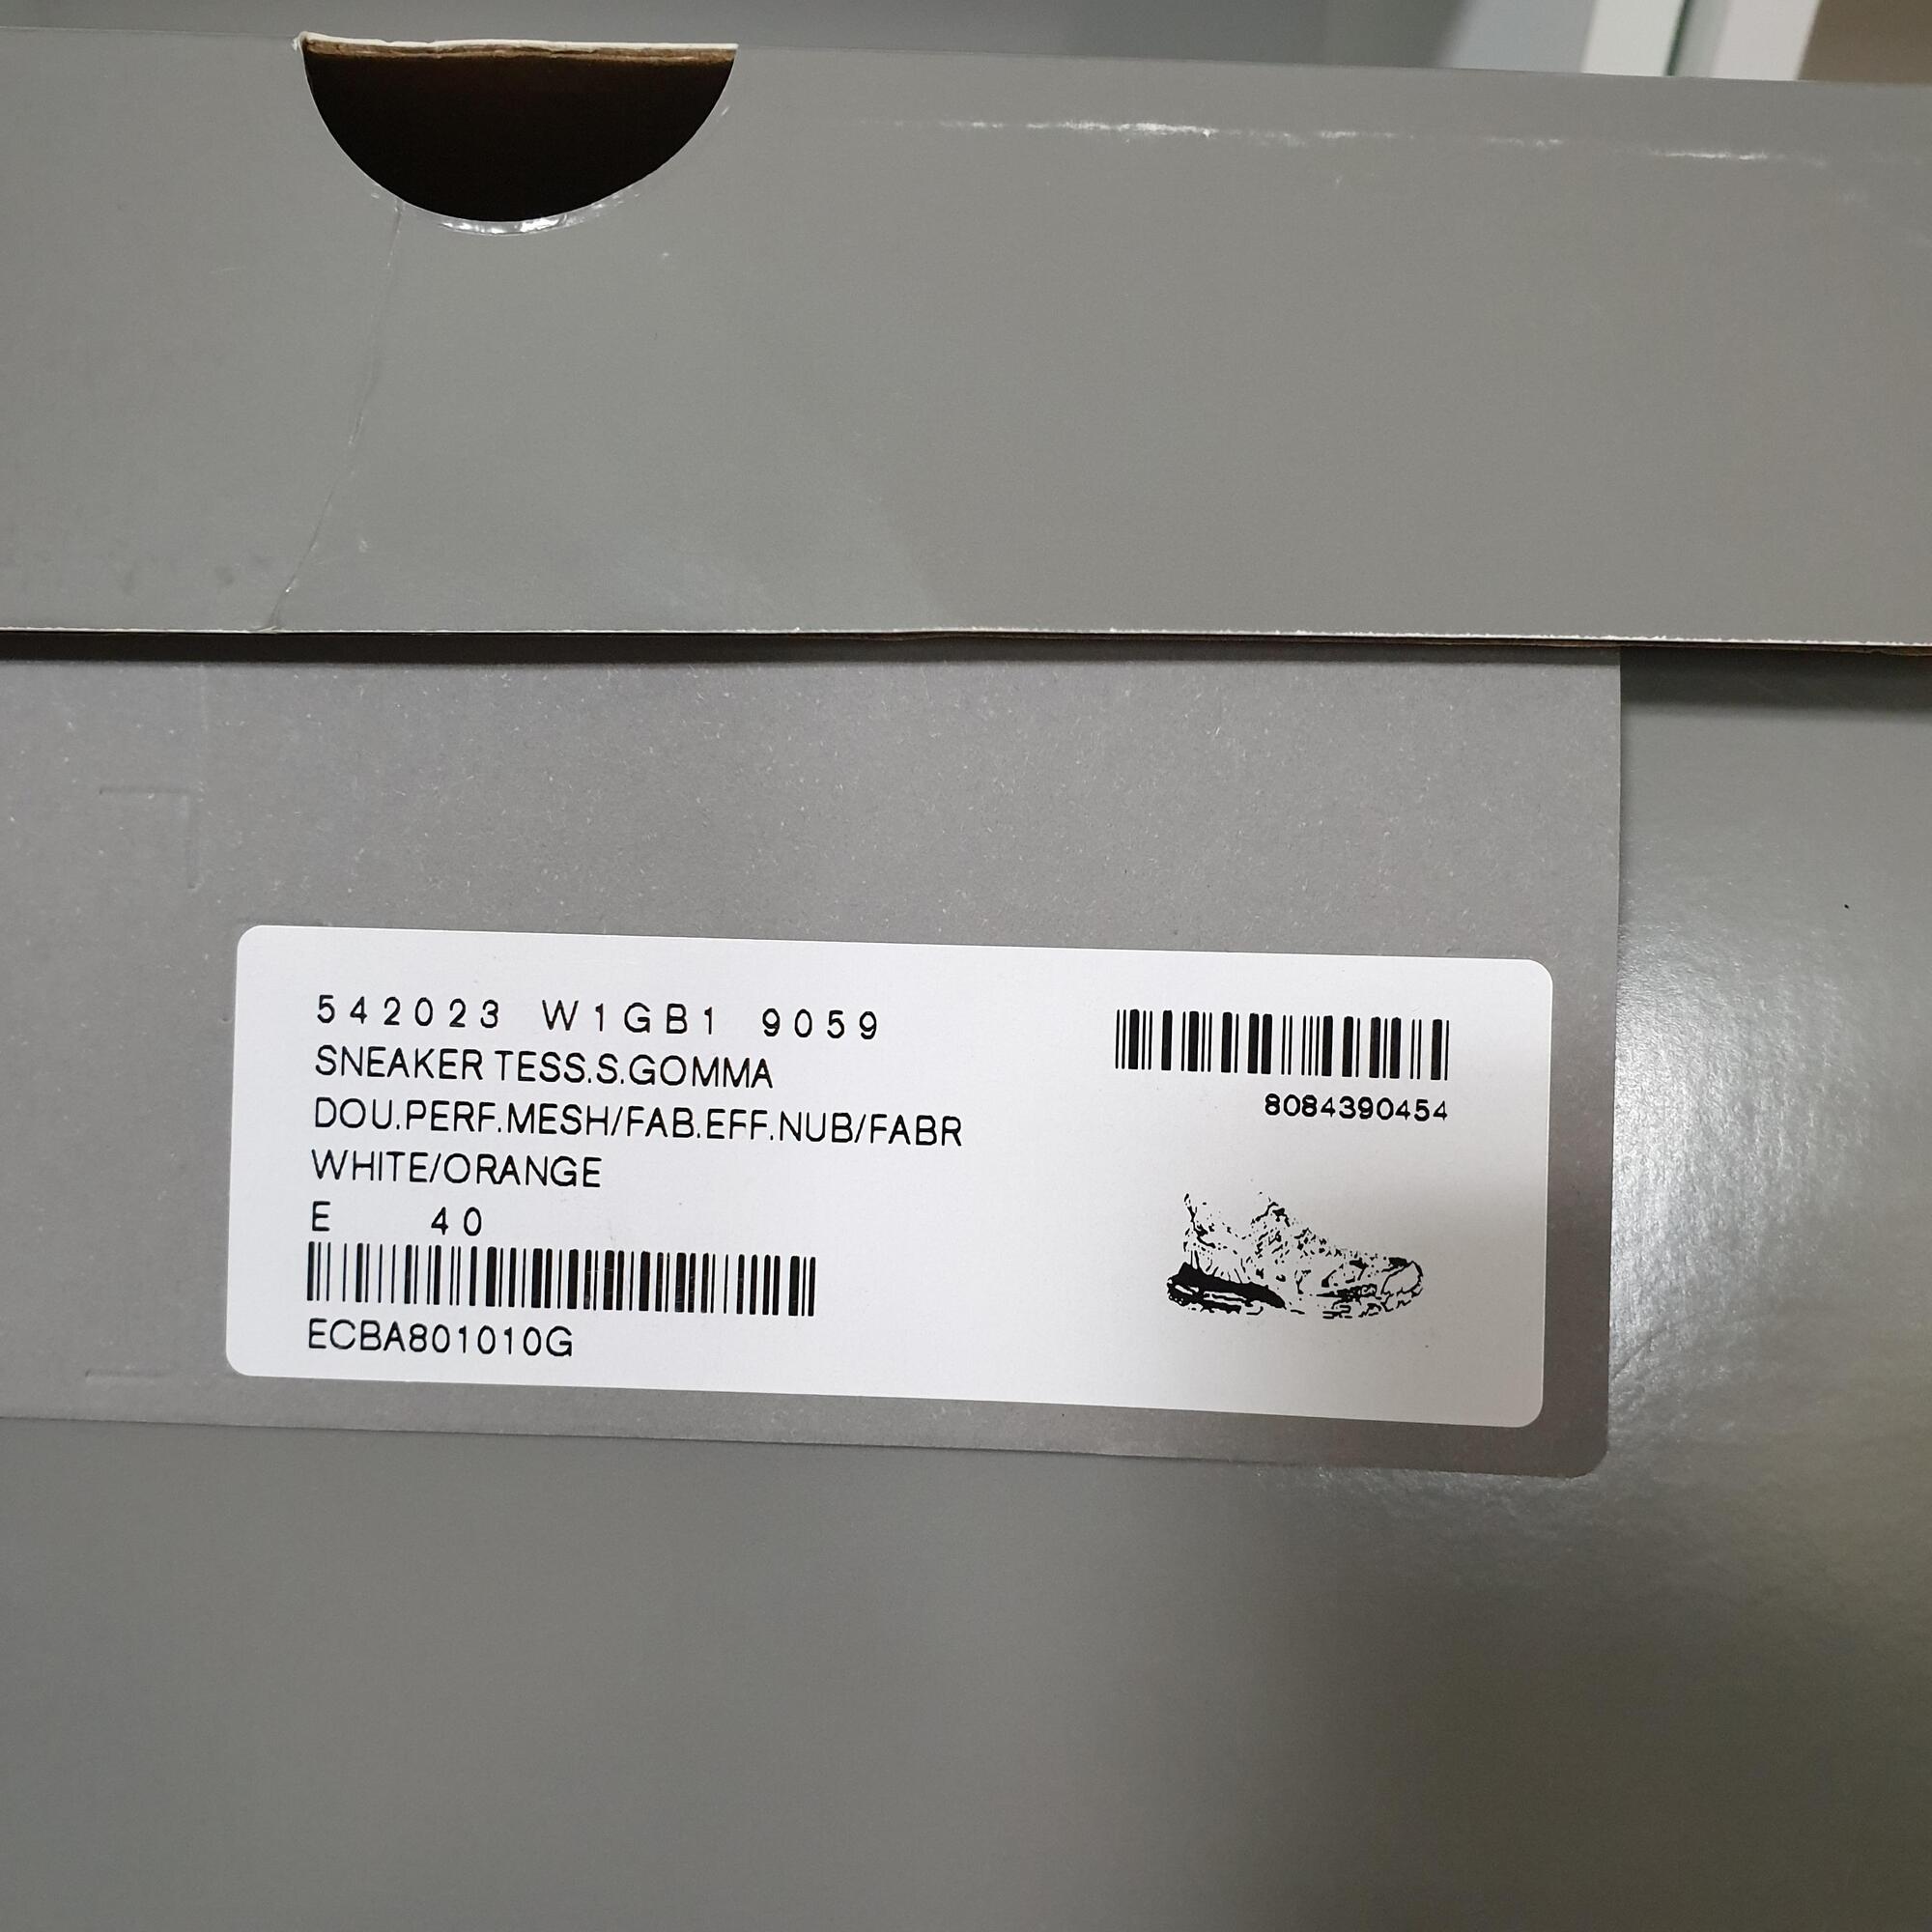 542023 W1GB1 9059
SNEAKER TESS.S.GOMMA
DOU.PERF.MESH/FAB.EFF.NUB/FABR
WHITE/ORANGE
E 40
ECBA801010G
8084390454